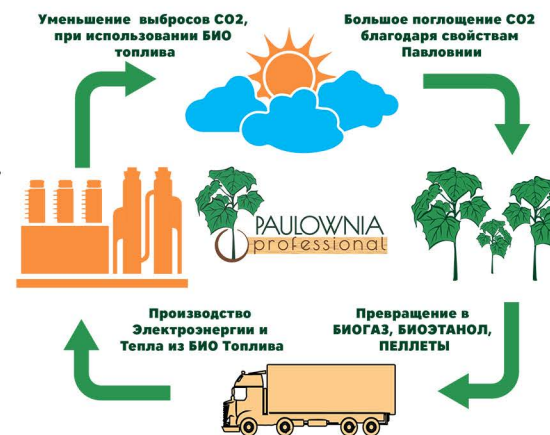 Уменьшение выбросов СО2,
при использовании БИО
топлива
Большое поглощение СО2
благодаря свойствам
Павловнии
PAULOWNIA
professional
Производство
Электроэнергии и
Тепла из БИО Топлива
Превращение в
БИОГАЗ, БИОЭТАНОЛ,
ПЕЛЛЕТЫ